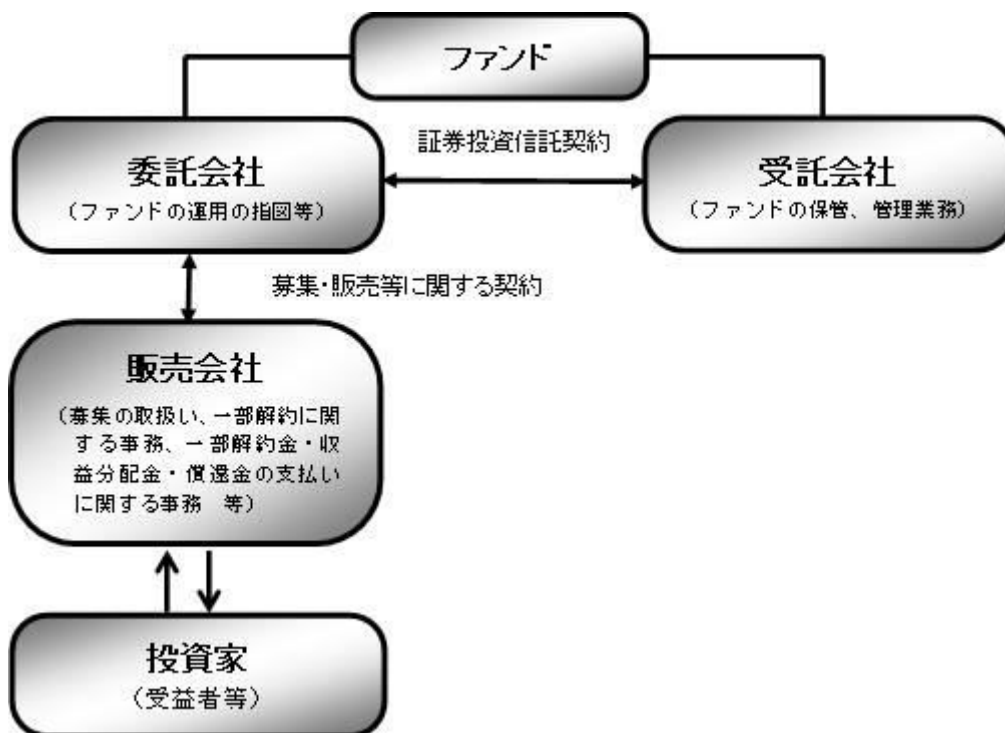 ファンド
証券投資信託契約
委託会社
（ファンドの運用の指図等）
受託会社
（ファンドの保管、管理業務）
募集・販売等に関する契約
販売会社
（募集の取扱い、一部解約に関
する事務、一部解約金・収
益分配金・償還金の支払い
に関する事務　等）
投資家
（受益者等）